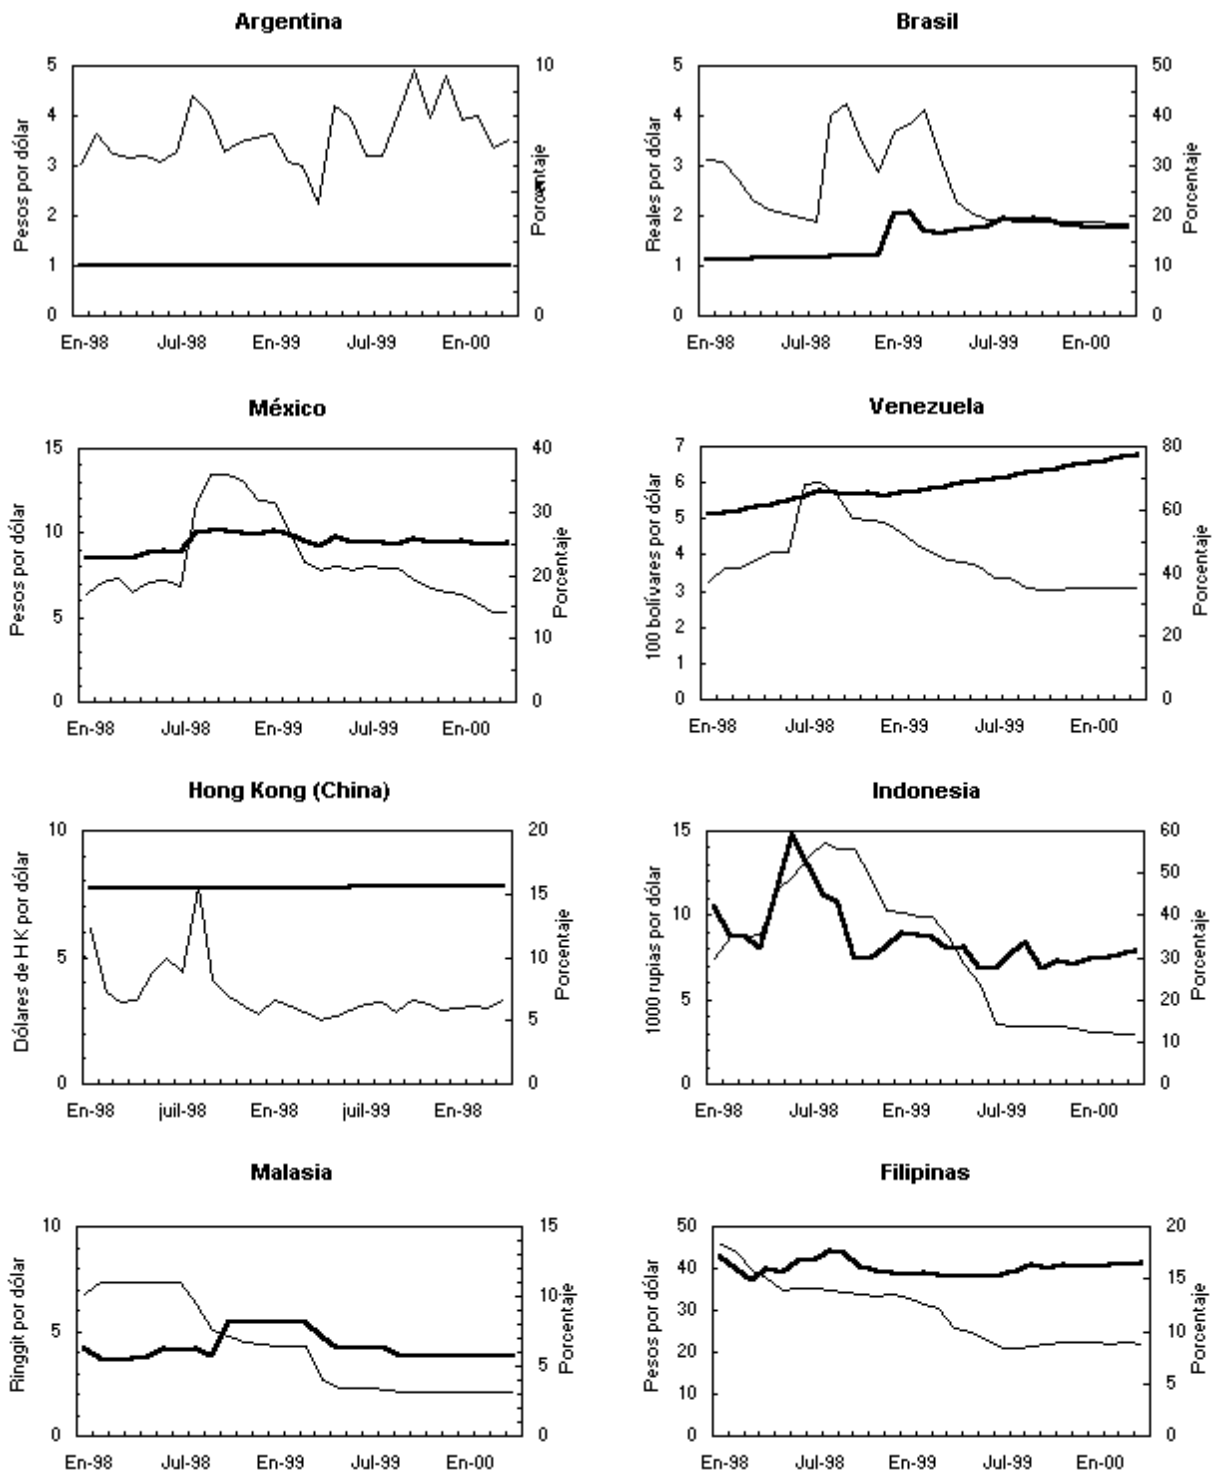 Argentina
Pesos por dólar
5
4
3
2
1
0
10
0
Porcentaje
En-98 Jul-98 En-99 Jul-99 En-00
Brasil
Reales por dólar
5
4
3
2
1
0
50
40
30
20
10
0
Porcentaje
En-98 Jul-98 En-99 Jul-99 En-00
México
Pesos por dólar
15
10
5
0
40
30
20
10
0
Porcentaje
En-98 Jul-98 En-99 Jul-99 En-00
Venezuela
100 bolívares por dólar
7
6
5
4
3
2
1
0
80
60
40
20
0
Porcentaje
En-98 Jul-98 En-99 Jul-99 En-00
Hong Kong (China)
Dólares de HK por dólar
10
5
0
20
15
10
5
0
Porcentaje
En-98 juil-98 En-98 juil-99 En-98
Indonesia
1000 rupias por dólar
15
10
5
0
60
50
40
30
20
10
0
Porcentaje
En-98 Jul-98 En-99 Jul-99 En-00
Malasia
Ringgit por dólar
10
5
0
15
10
5
0
Porcentaje
En-98 Jul-98 En-99 Jul-99 En-00
Filipinas
Pesos por dólar
50
40
30
20
10
0
20
15
10
5
0
Porcentaje
En-98 Jul-98 En-99 Jul-99 En-00